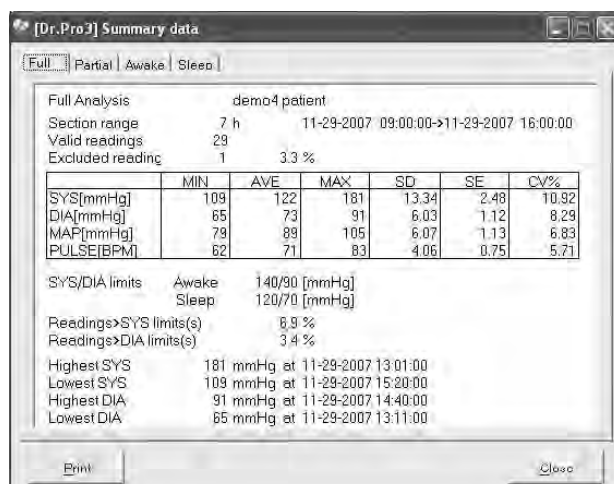 [Dr.Pro3] Summary data
Full Partial Awake Sleep
Full Analysis demo4 patient
Section range 7 h 11-29-2007 09:00:00->11-29-2007 16:00:00
Valid readings 29
Excluded reading 1 3.3 %
MIN AVE MAX SD SE CV%
SYS[mmHg] 109 122 181 13.34 2.48 10.92
DIA[mmHg] 65 73 91 6.03 1.12 8.29
MAP[mmHg] 79 89 105 6.07 1.13 6.83
PULSE[BPM] 62 71 83 4.06 0.75 5.71
SYS/DIA limits Awake 140/90 [mmHg]
Sleep 120/70 [mmHg]
Readings>SYS limits(s) 6.9 %
Readings>DIA limits(s) 3.4 %
Highest SYS 181 mmHg at 11-29-2007 13:01:00
Lowest SYS 109 mmHg at 11-29-2007 15:20:00
Highest DIA 91 mmHg at 11-29-2007 14:40:00
Lowest DIA 65 mmHg at 11-29-2007 13:11:00
Print Close